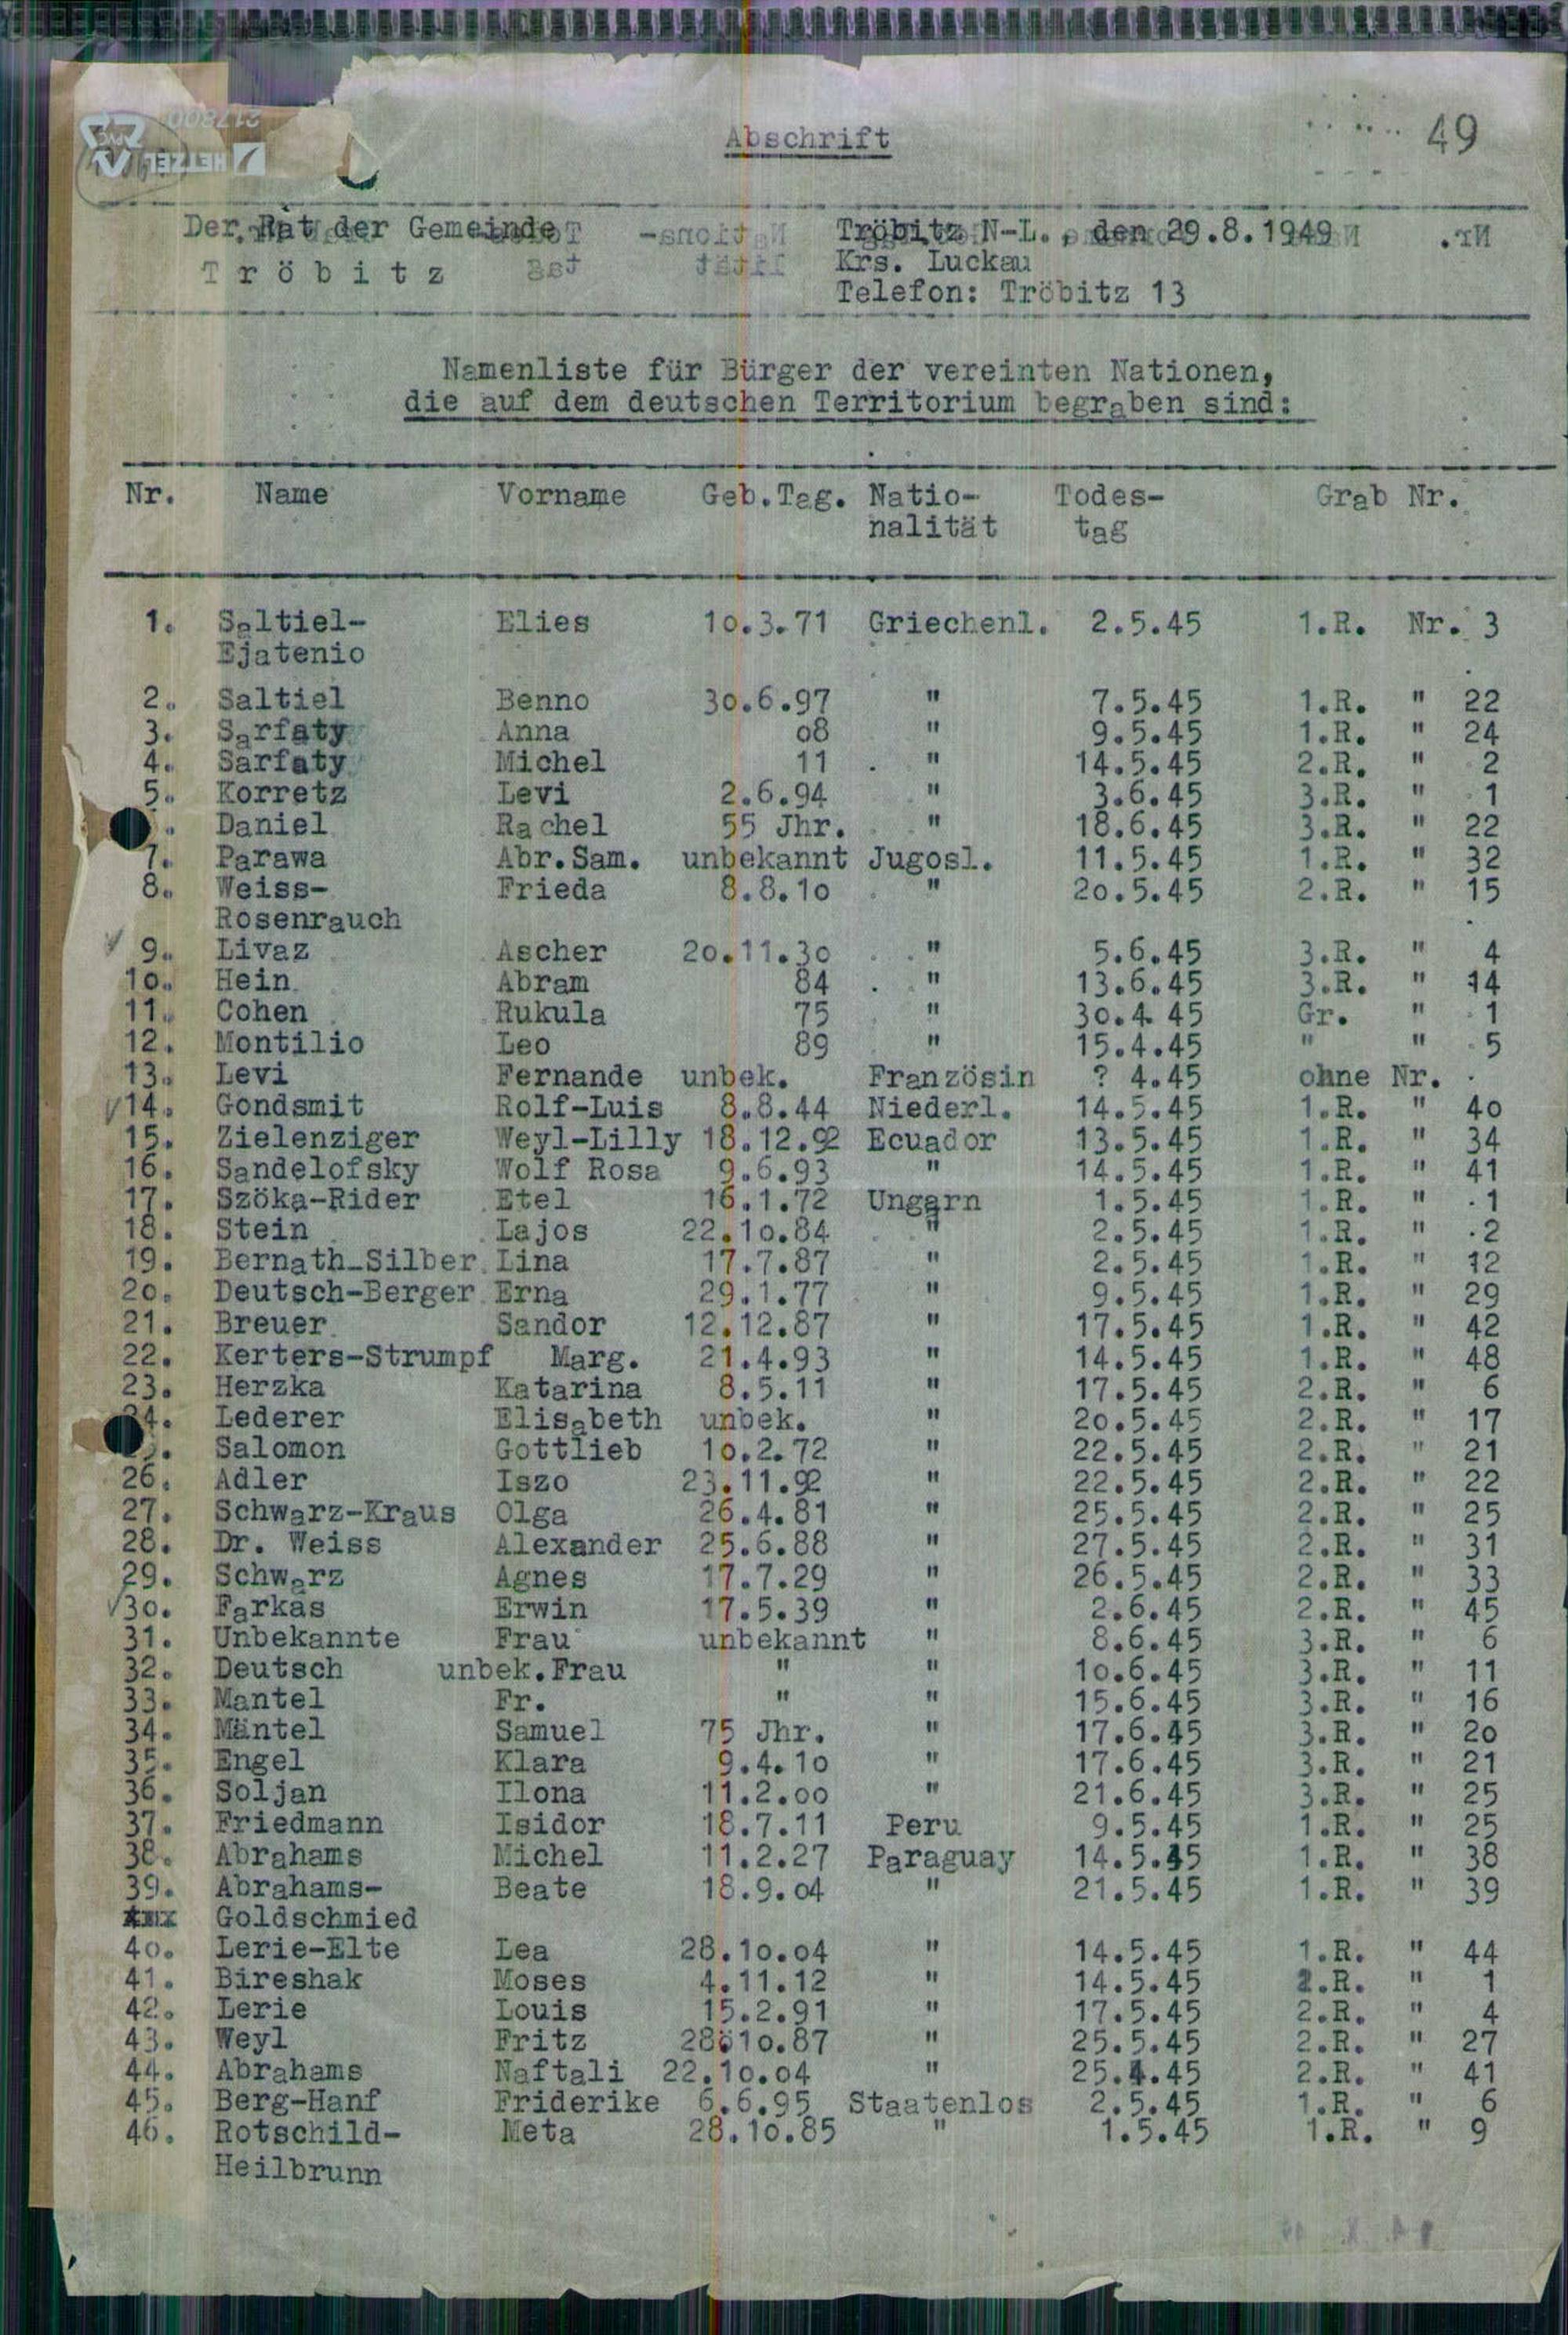 Abschrift
49
Der Rat der Gemeinde
Tröbitz N-L., den 29.8.1949
T r ö b i t z
Krs. Luckau
Telefon: Tröbitz 13
Namenliste für Bürger der vereinten Nationen,
die auf dem deutschen Territorium begraben sind:
Nr. Name Vorname Geb.Tag. Natio- Todes- Grab Nr.
nalität tag
1. Saltiel- Elies 10.3.71 Griechenl. 2.5.45 1.R. Nr. 3
Ejatenio
2. Saltiel Benno 30.6.97 " 7.5.45 1.R. " 22
3. Sarfaty Anna 08 " 9.5.45 1.R. " 24
4. Sarfaty Michel 11 " 14.5.45 2.R. " 2
5. Korretz Levi 2.6.94 " 3.6.45 3.R. " 1
. Daniel Rachel 55 Jhr. " 18.6.45 3.R. " 22
7. Parawa Abr.Sam. unbekannt Jugosl. 11.5.45 1.R. " 32
8. Weiss- Frieda 8.8.10 " 20.5.45 2.R. " 15
Rosenrauch
9. Livaz Ascher 20.11.30 " 5.6.45 3.R. " 4
10. Hein Abram 84 " 13.6.45 3.R. " 14
11. Cohen Rukula 75 " 30.4 45 Gr. " 1
12. Montilio Leo 89 " 15.4.45 " " 5
13. Levi Fernande unbek. Französin ? 4.45 ohne Nr.
14. Gondsmit Rolf-Luis 8.8.44 Niederl. 14.5.45 1.R. " 40
15. Zielenziger Weyl-Lilly 18.12.92 Ecuador 13.5.45 1.R. " 34
16. Sandelofsky Wolf Rosa 9.6.93 " 14.5.45 1.R. " 41
17. Szöka-Rider Etel 16.1.72 Ungarn 1.5.45 1.R. " 1
18. Stein Lajos 22.10.84 " 2.5.45 1.R. " 2
19. Bernath-Silber Lina 17.7.87 " 2.5.45 1.R. " 12
20. Deutsch-Berger Erna 29.1.77 " 9.5.45 1.R. " 29
21. Breuer Sandor 12.12.87 " 17.5.45 1.R. " 42
22. Kerters-Strumpf Marg. 21.4.93 " 14.5.45 1.R. " 48
23. Herzka Katarina 8.5.11 " 17.5.45 2.R. " 6
24. Lederer Elisabeth unbek. " 20.5.45 2.R. " 17
. Salomon Gottlieb 10.2.72 " 22.5.45 2.R. " 21
26. Adler Iszo 23.11.92 " 22.5.45 2.R. " 22
27. Schwarz-Kraus Olga 26.4.81 " 25.5.45 2.R. " 25
28. Dr. Weiss Alexander 25.6.88 " 27.5.45 2.R. " 31
29. Schwarz Agnes 17.7.29 " 26.5.45 2.R. " 33
30. Farkas Erwin 17.5.39 " 2.6.45 2.R. " 45
31. Unbekannte Frau unbekannt " 8.6.45 3.R. " 6
32. Deutsch unbek.Frau " " 10.6.45 3.R. " 11
33. Mantel Fr. " " 15.6.45 3.R. " 16
34. Mäntel Samuel 75 Jhr. " 17.6.45 3.R. " 20
35. Engel Klara 9.4.10 " 17.6.45 3.R. " 21
36. Soljan Ilona 11.2.00 " 21.6.45 3.R. " 25
37. Friedmann Isidor 18.7.11 Peru 9.5.45 1.R. " 25
38. Abrahams Michel 11.2.27 Paraguay 14.5.45 1.R. " 38
39. Abrahams- Beate 18.9.04 " 21.5.45 1.R. " 39
Goldschmied
40. Lerie-Elte Lea 28.10.04 " 14.5.45 1.R. " 44
41. Bireshak Moses 4.11.12 " 14.5.45 2.R. " 1
42. Lerie Louis 15.2.91 " 17.5.45 2.R. " 4
43. Weyl Fritz 28ö10.87 " 25.5.45 2.R. " 27
44. Abrahams Naftali 22.10.04 " 25.4.45 2.R. " 41
45. Berg-Hanf Friderike 6.6.95 Staatenlos 2.5.45 1.R. " 6
46. Rotschild- Meta 28.10.85 " 1.5.45 1.R. " 9
Heilbrunn